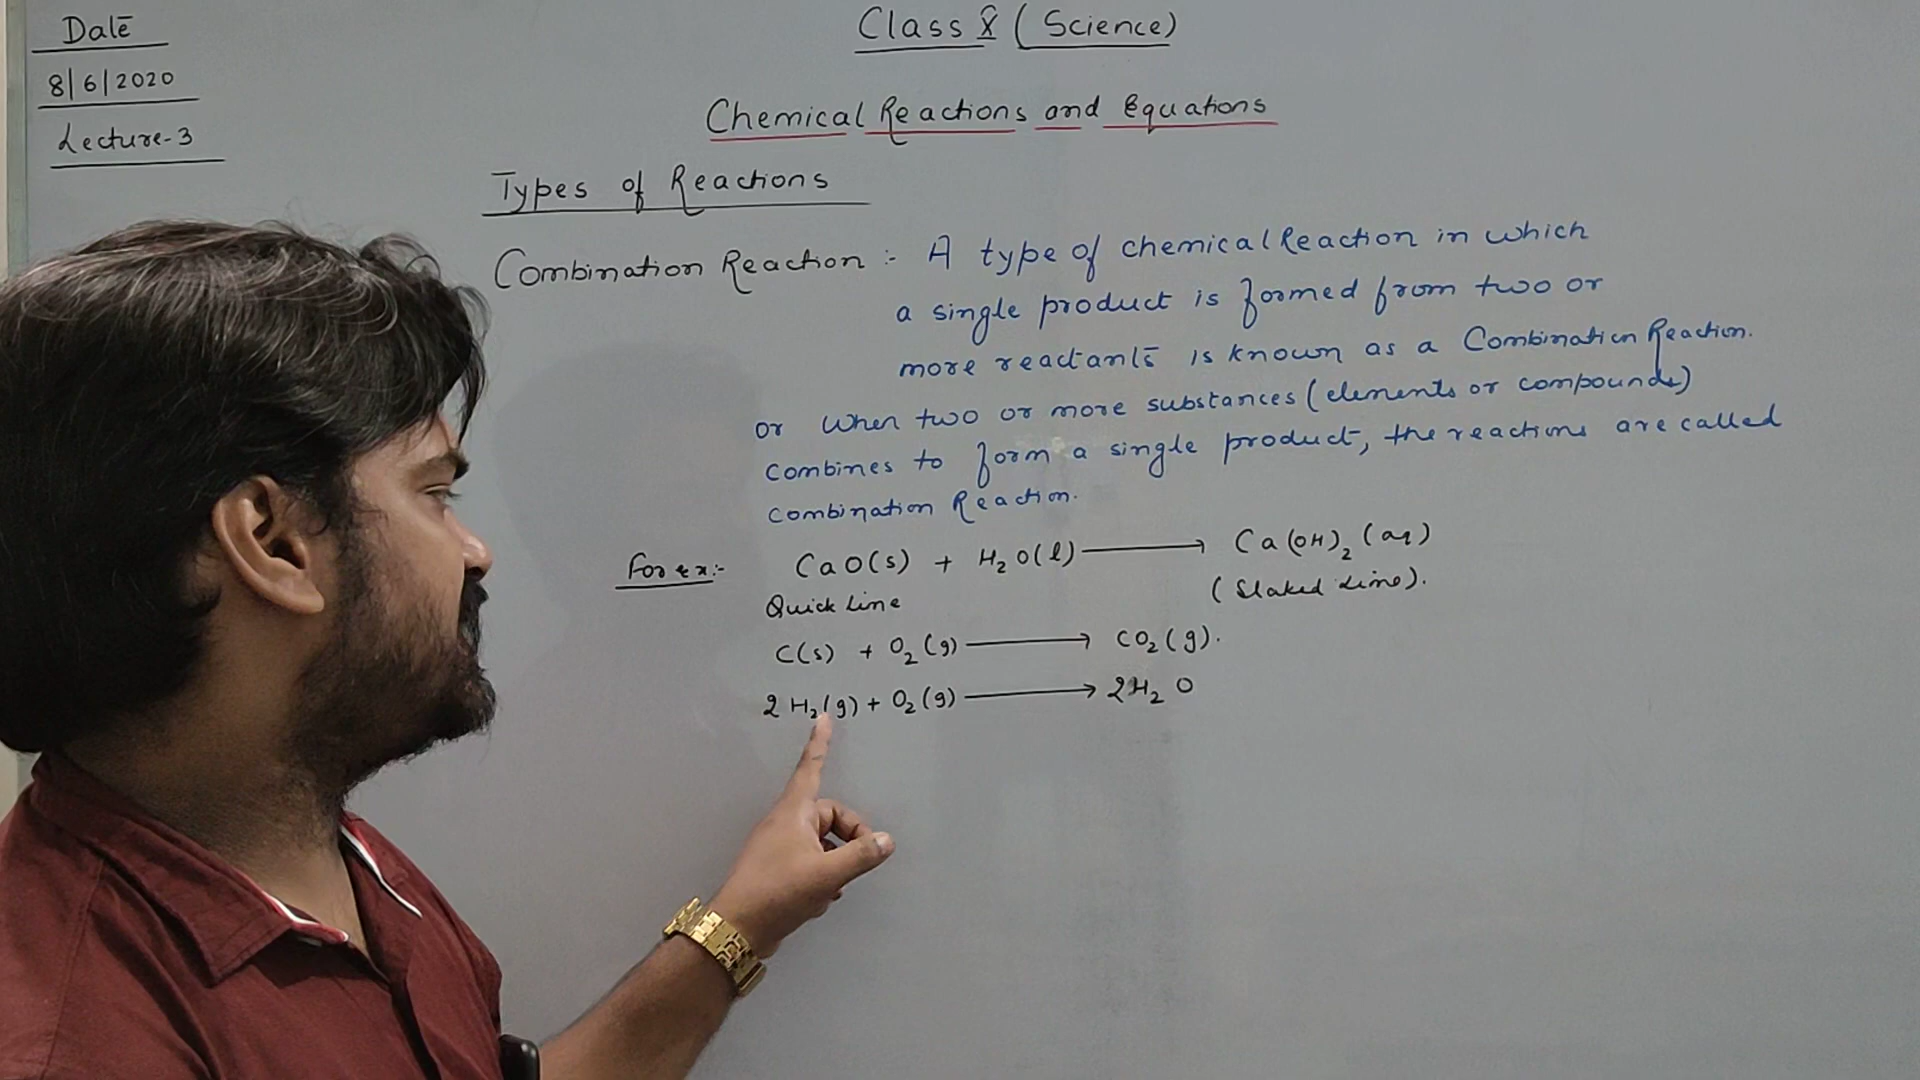 Date
8/6/2020
Lecture-3
Class X (Science)
Chemical Reactions and Equations
Types of Reactions
Combination Reaction :- A type of chemical Reaction in which
a single product is formed from two or
more reactants is known as a Combination Reaction.
or when two or more substances (elements or compounds)
combines to form a single product, the reactions are called
combination Reaction.
For ex:- CaO(s) + H₂O(l) ⟶ Ca(OH)₂ (aq)
Quick Lime (Slaked Lime).
C(s) + O₂(g) ⟶ CO₂(g).
2H₂(g) + O₂(g) ⟶ 2H₂O